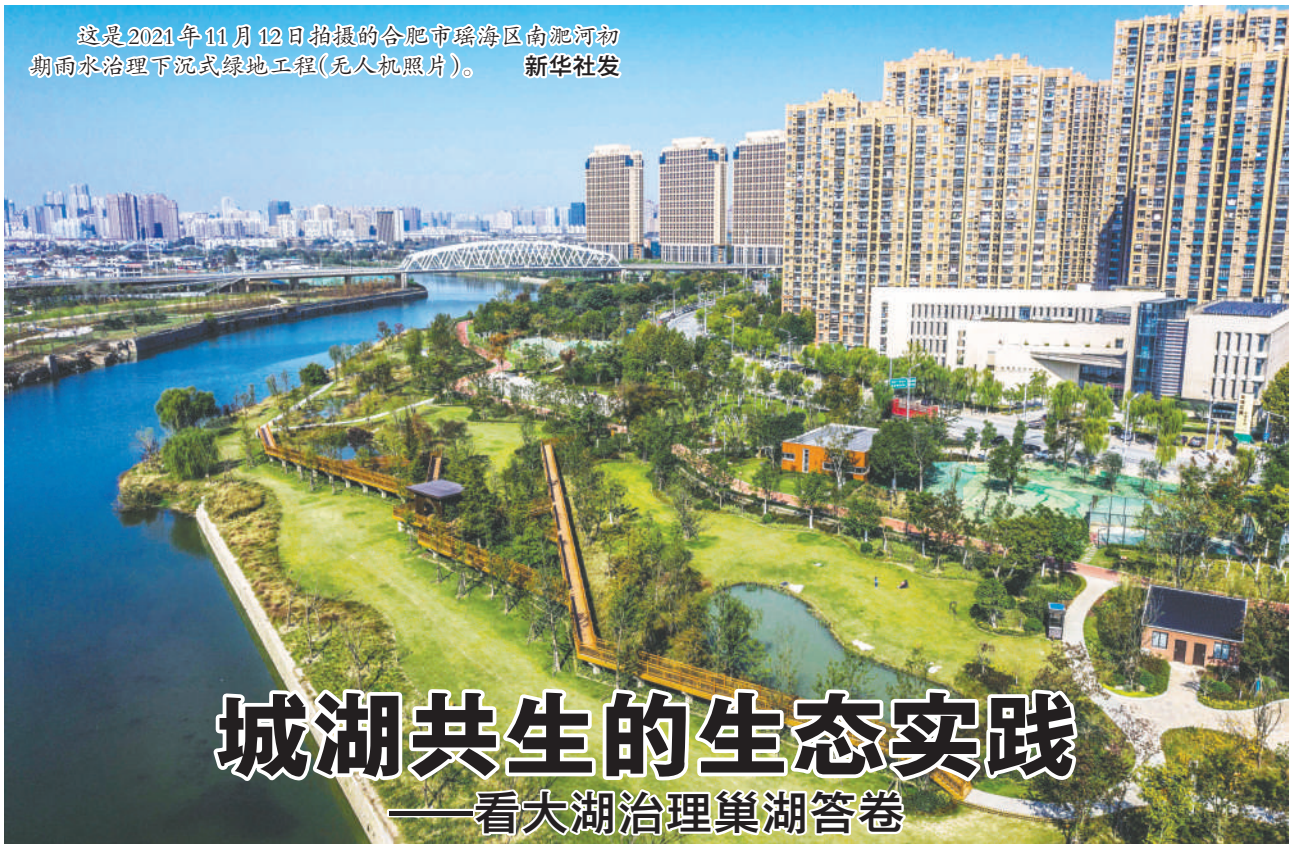 这是2021年11月12日拍摄的合肥市瑶海区南淝河初
期雨水治理下沉式绿地工程(无人机照片)。 新华社发
城湖共生的生态实践
——看大湖治理巢湖答卷